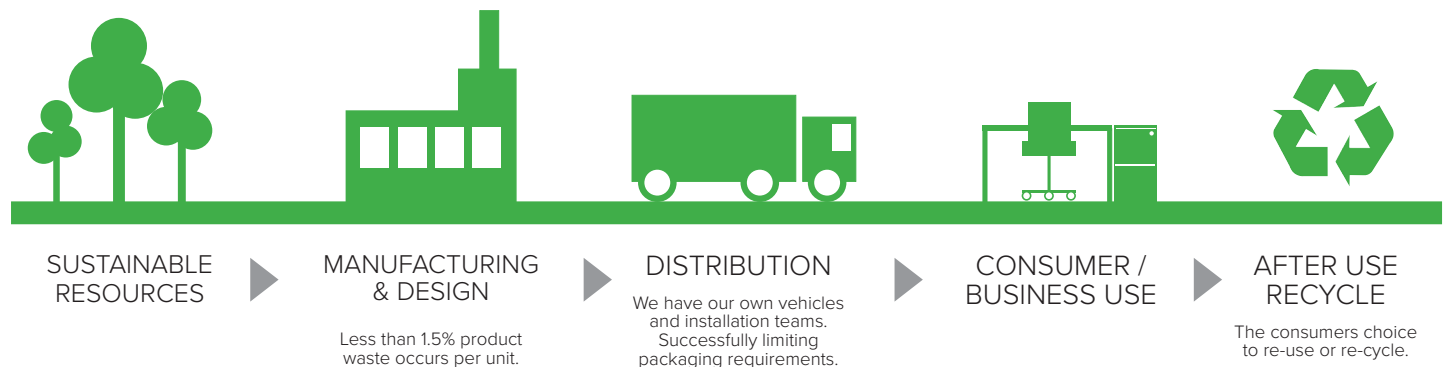 SUSTAINABLE
RESOURCES
MANUFACTURING
& DESIGN
Less than 1.5% product
waste occurs per unit.
DISTRIBUTION
We have our own vehicles
and installation teams.
Successfully limiting
packaging requirements.
CONSUMER /
BUSINESS USE
AFTER USE
RECYCLE
The consumers choice
to re-use or re-cycle.